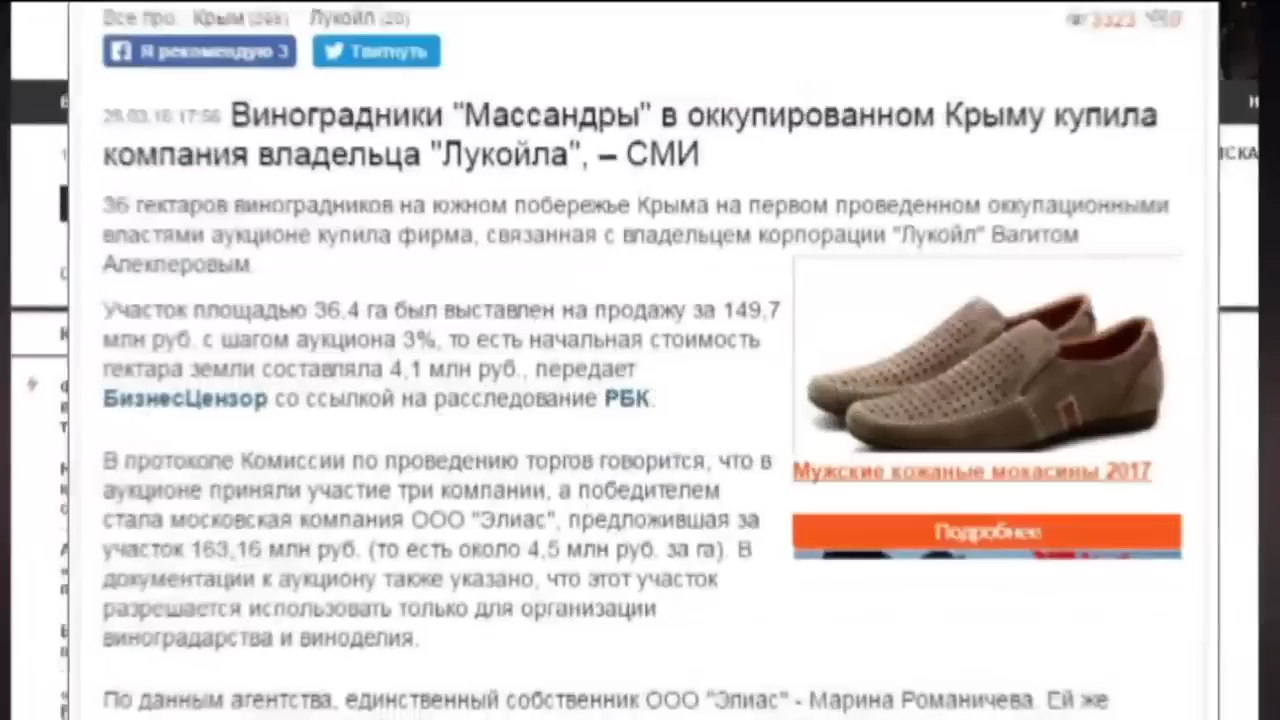 Все про: Крым Лукойл
3323
Я рекомендую 3 Твитнуть
Виноградники "Массандры" в оккупированном Крыму купила
компания владельца "Лукойла", – СМИ
36 гектаров виноградников на южном побережье Крыма на первом проведенном оккупационными
властями аукционе купила фирма, связанная с владельцем корпорации "Лукойл" Вагитом
Алекперовым.
Участок площадью 36,4 га был выставлен на продажу за 149,7
млн руб. с шагом аукциона 3%, то есть начальная стоимость
гектара земли составляла 4,1 млн руб., передает
БизнесЦензор со ссылкой на расследование РБК.
В протоколе Комиссии по проведению торгов говорится, что в
аукционе приняли участие три компании, а победителем
стала московская компания ООО "Элиас", предложившая за
участок 163,16 млн руб. (то есть около 4,5 млн руб. за га). В
документации к аукциону также указано, что этот участок
разрешается использовать только для организации
виноградарства и виноделия.
Мужские кожаные мокасины 2017
Подробнее
По данным агентства, единственный собственник ООО "Элиас" - Марина Романичева. Ей же